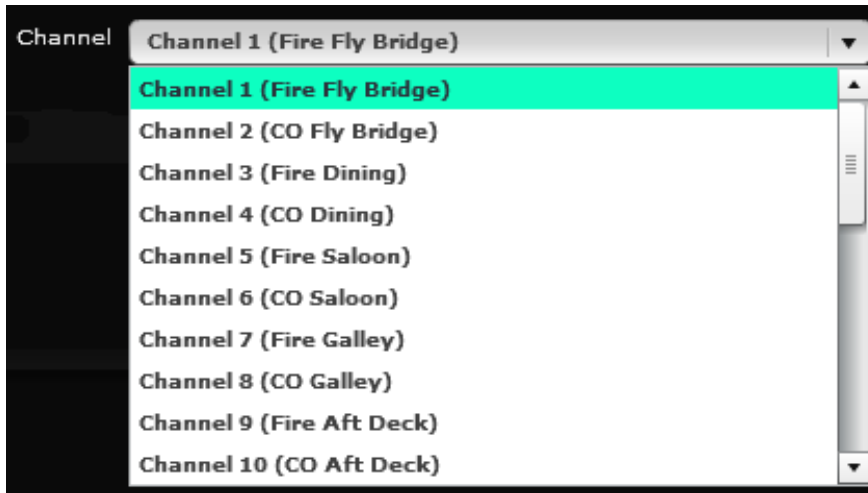 Channel
Channel 1 (Fire Fly Bridge)
Channel 1 (Fire Fly Bridge)
Channel 2 (CO Fly Bridge)
Channel 3 (Fire Dining)
Channel 4 (CO Dining)
Channel 5 (Fire Saloon)
Channel 6 (CO Saloon)
Channel 7 (Fire Galley)
Channel 8 (CO Galley)
Channel 9 (Fire Aft Deck)
Channel 10 (CO Aft Deck)